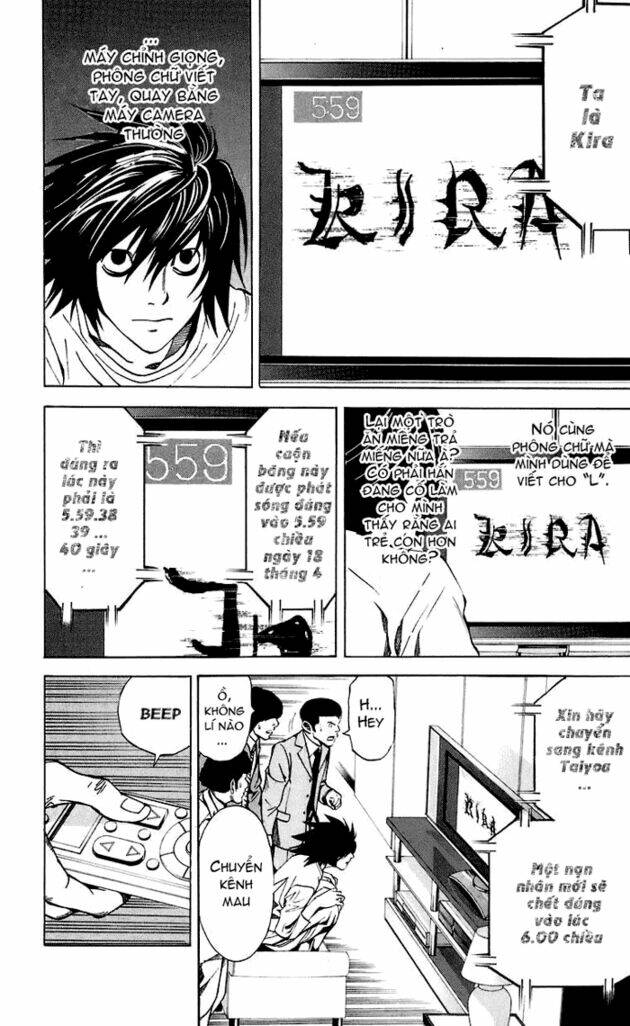 Ta
là
Kira
559
KIRA
...
MÁY CHỈNH GIỌNG,
PHÔNG CHỮ VIẾT
TAY, QUAY BẰNG
MÁY CAMERA
THƯỜNG
NÓ CÙNG
PHÔNG CHỮ MÀ
MÌNH DÙNG ĐỂ
VIẾT CHO "L".
559
KIRA
LẠI MỘT TRÒ
ĂN MIẾNG TRẢ
MIẾNG NỮA À?
CÓ PHẢI HẮN
ĐANG CỐ LÀM
CHO MÌNH
THẤY RẰNG AI
TRẺ CON HƠN
KHÔNG?
Nếu
cuộn
băng này
được phát
sóng đúng
vào 5.59
chiều
ngày 18
tháng 4
559
Thì
đúng ra
lúc này
phải là
5.59.38
39 ...
40 giây
...
Xin hãy
chuyển
sang kênh
Taiyou
...
KIRA
Một nạn
nhân mới sẽ
chết đúng
vào lúc
6.00 chiều
H...
HEY
Ồ,
KHÔNG
LÍ NÀO
...
CHUYỂN
KÊNH
MAU
BEEP